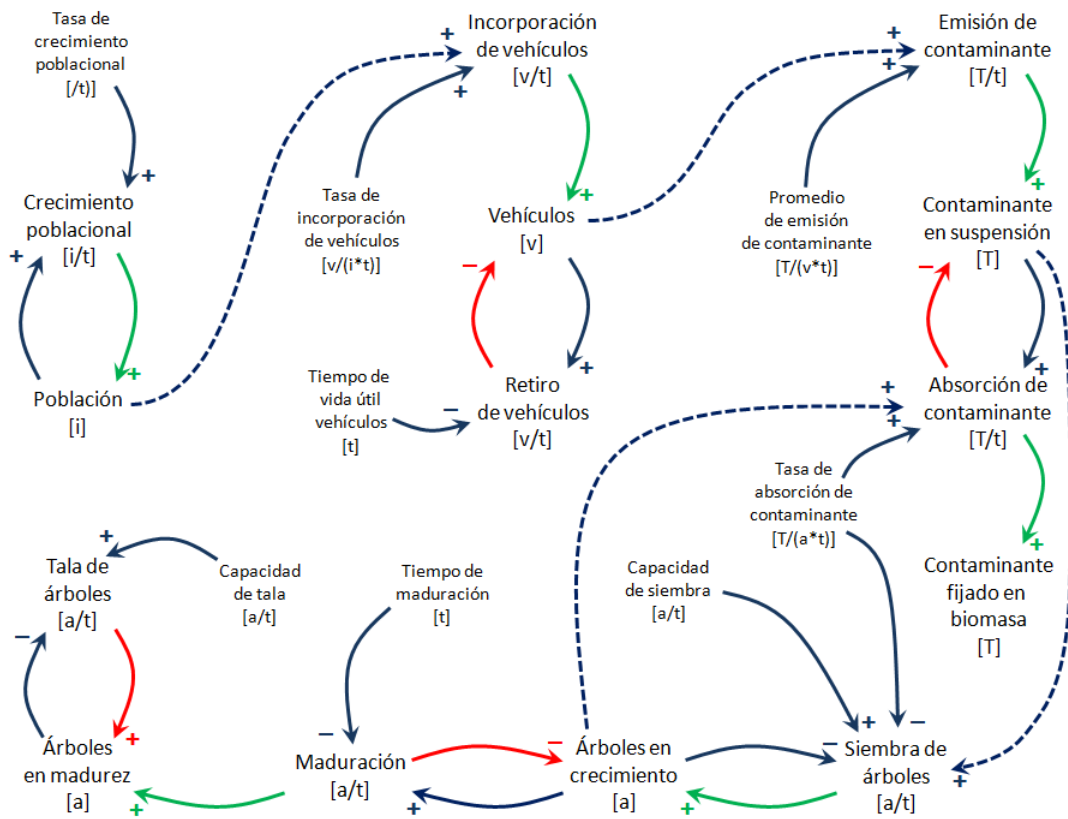 Tasa de
crecimiento
poblacional
[/t)]
+
Crecimiento
poblacional
[i/t]
+
+
Población
[i]
+
Incorporación
de vehículos
[v/t]
+
Tasa de
incorporación
de vehículos
[v/(i*t)]
+
Vehículos
[v]
–
+
Retiro
de vehículos
[v/t]
Tiempo de
vida útil
vehículos
[t]
–
+
Emisión de
contaminante
[T/t]
+
Promedio
de emisión
de contaminante
[T/(v*t)]
+
Contaminante
en suspensión
[T]
–
+
+
Absorción de
contaminante
[T/t]
+
Tasa de
absorción de
contaminante
[T/(a*t)]
+
Contaminante
fijado en
biomasa
[T]
+
Tala de
árboles
[a/t]
–
Capacidad
de tala
[a/t]
Tiempo de
maduración
[t]
Capacidad
de siembra
[a/t]
+
Árboles
en madurez
[a]
+
–
Maduración
[a/t]
+
–
Árboles en
crecimiento
[a]
+
–
+
–
Siembra de
árboles
[a/t]
+